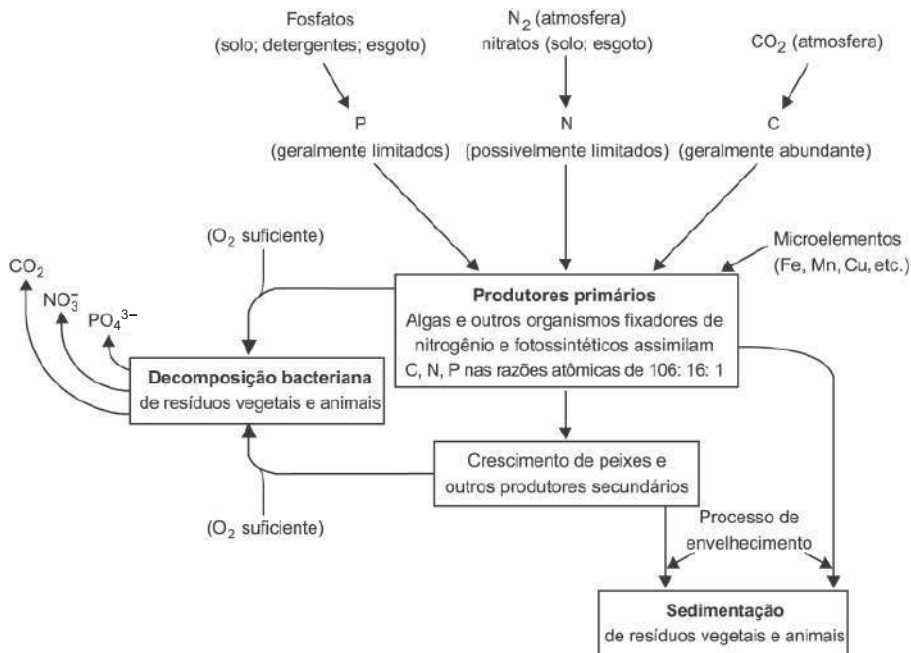 Fosfatos
(solo; detergentes; esgoto)
N₂ (atmosfera)
nitratos (solo; esgoto)
CO₂ (atmosfera)
P
(geralmente limitados)
N
(possivelmente limitados)
C
(geralmente abundante)
(O₂ suficiente)
Microelementos
(Fe, Mn, Cu, etc.)
CO₂
NO₃⁻
PO₄³⁻
Produtores primários
Algas e outros organismos fixadores de
nitrogênio e fotossintéticos assimilam
C, N, P nas razões atômicas de 106: 16: 1
Decomposição bacteriana
de resíduos vegetais e animais
Crescimento de peixes e
outros produtores secundários
(O₂ suficiente)
Processo de
envelhecimento
Sedimentação
de resíduos vegetais e animais